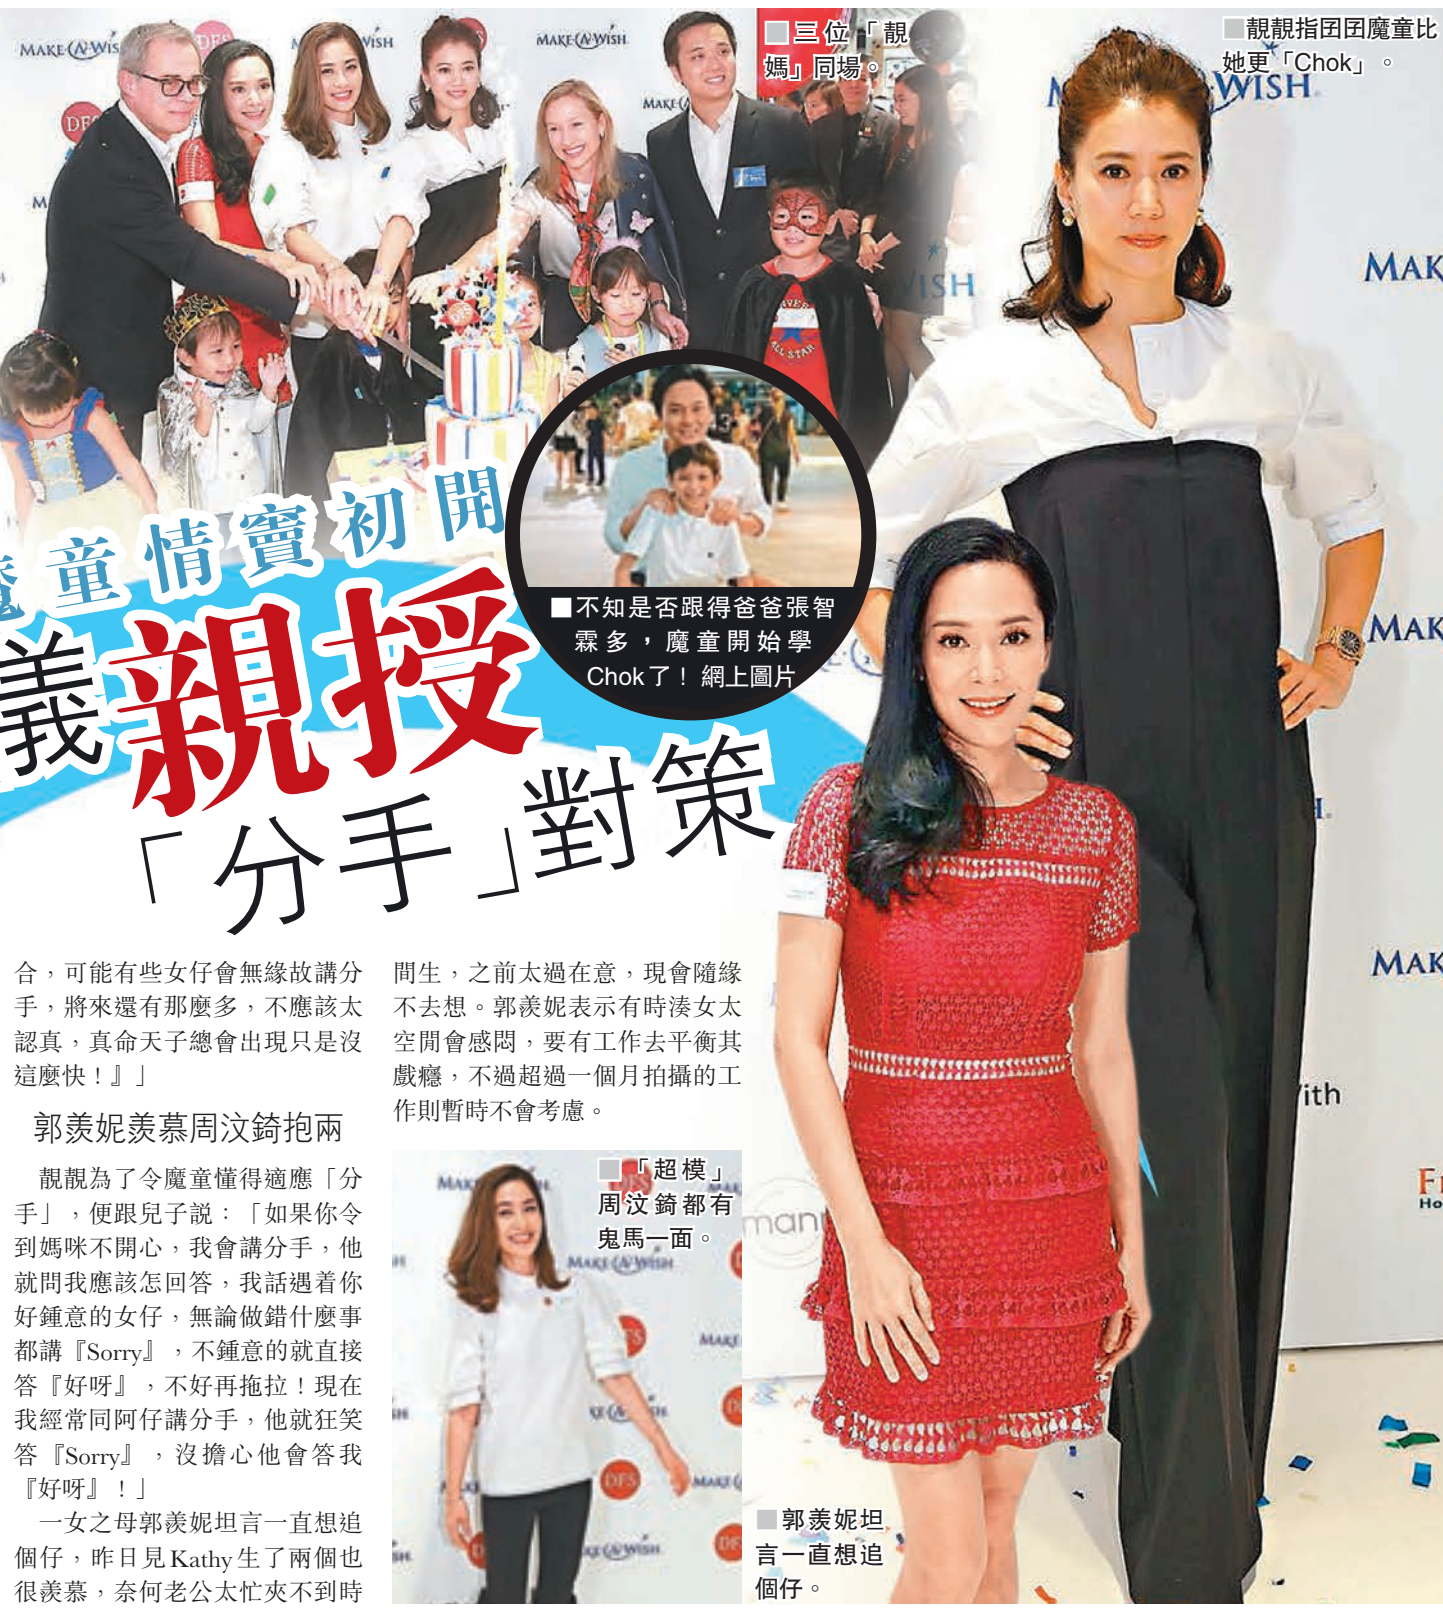 MAKE-A-WISH
DFS
MAKE-A-WISH
■三位「靚
媽」同場。
■靚靚指囝囝魔童比
她更「Chok」。
WISH
MAK
魔童情竇初開
義親授
「分手」對策
■不知是否跟得爸爸張智
霖多，魔童開始學
Chok了！ 網上圖片
合，可能有些女仔會無緣故講分
手，將來還有那麼多，不應該太
認真，真命天子總會出現只是沒
這麼快！』」
郭羨妮羨慕周汶錡抱兩
靚靚為了令魔童懂得適應「分
手」，便跟兒子説：「如果你令
到媽咪不開心，我會講分手，他
就問我應該怎回答，我話遇着你
好鍾意的女仔，無論做錯什麼事
都講『Sorry』，不鍾意的就直接
答『好呀』，不好再拖拉！現在
我經常同阿仔講分手，他就狂笑
答『Sorry』，沒擔心他會答我
『好呀』！」
一女之母郭羨妮坦言一直想追
個仔，昨日見Kathy生了兩個也
很羨慕，奈何老公太忙夾不到時
間生，之前太過在意，現會隨緣
不去想。郭羨妮表示有時湊女太
空閒會感悶，要有工作去平衡其
戲癮，不過超過一個月拍攝的工
作則暫時不會考慮。
■「超模」
周汶錡都有
鬼馬一面。
MAKE-A-WISH
DFS
■郭羨妮坦
言一直想追
個仔。